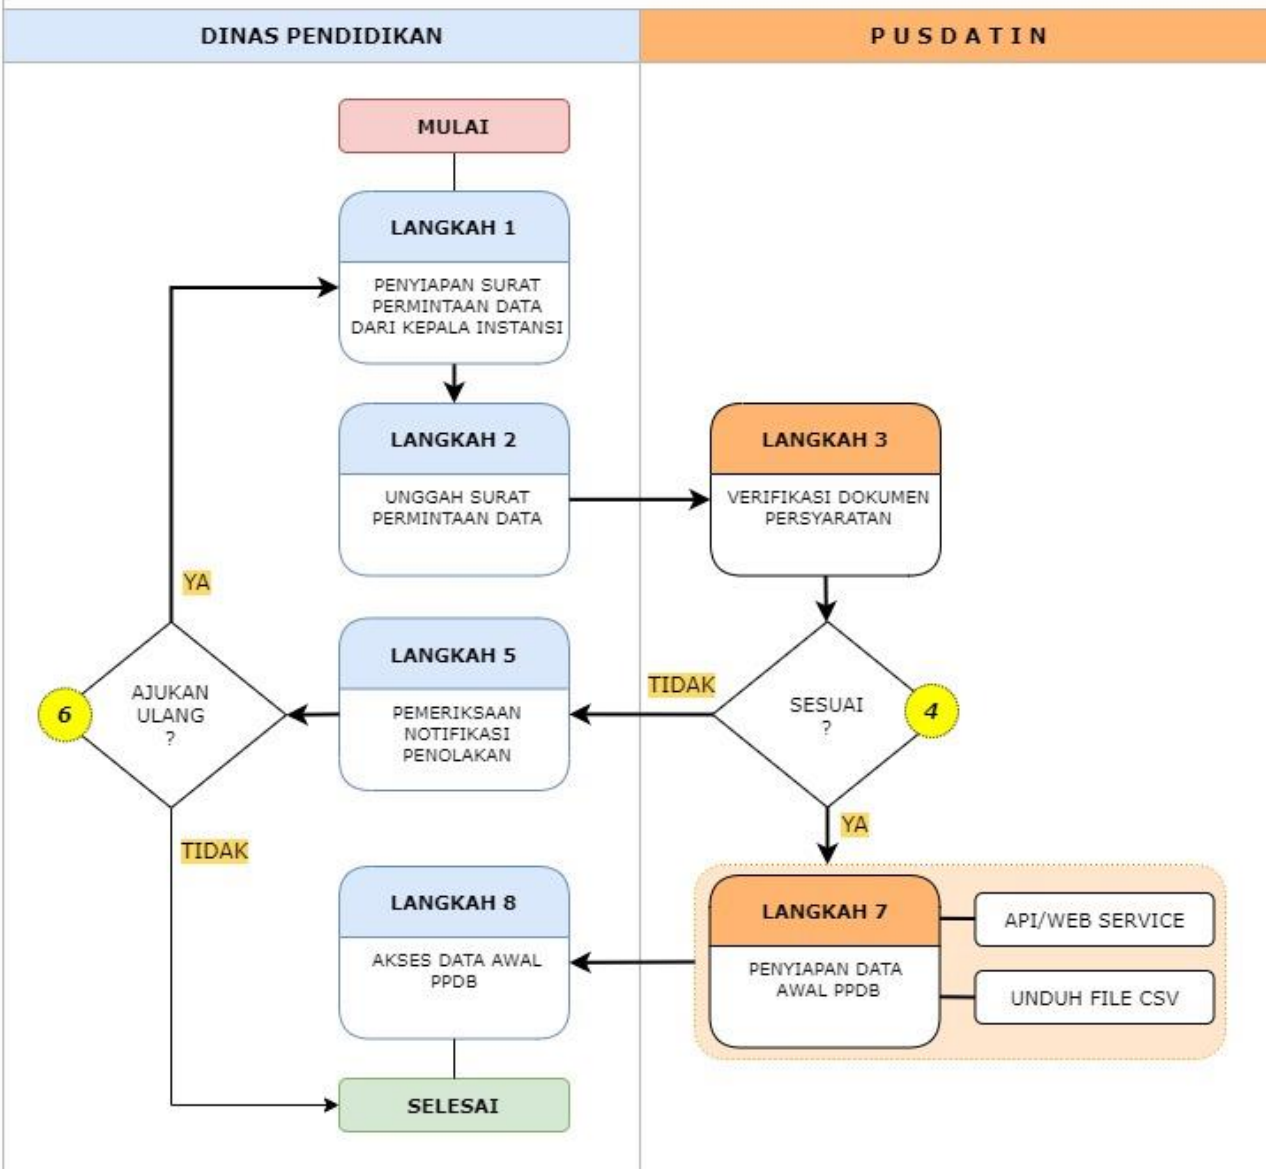 DINAS PENDIDIKAN
P U S D A T I N
MULAI
LANGKAH 1
PENYIAPAN SURAT
PERMINTAAN DATA
DARI KEPALA INSTANSI
LANGKAH 2
UNGGAH SURAT
PERMINTAAN DATA
LANGKAH 3
VERIFIKASI DOKUMEN
PERSYARATAN
SESUAI
?
4
TIDAK
LANGKAH 5
PEMERIKSAAN
NOTIFIKASI
PENOLAKAN
AJUKAN
ULANG
?
6
YA
TIDAK
YA
LANGKAH 7
PENYIAPAN DATA
AWAL PPDB
API/WEB SERVICE
UNDUH FILE CSV
LANGKAH 8
AKSES DATA AWAL
PPDB
SELESAI